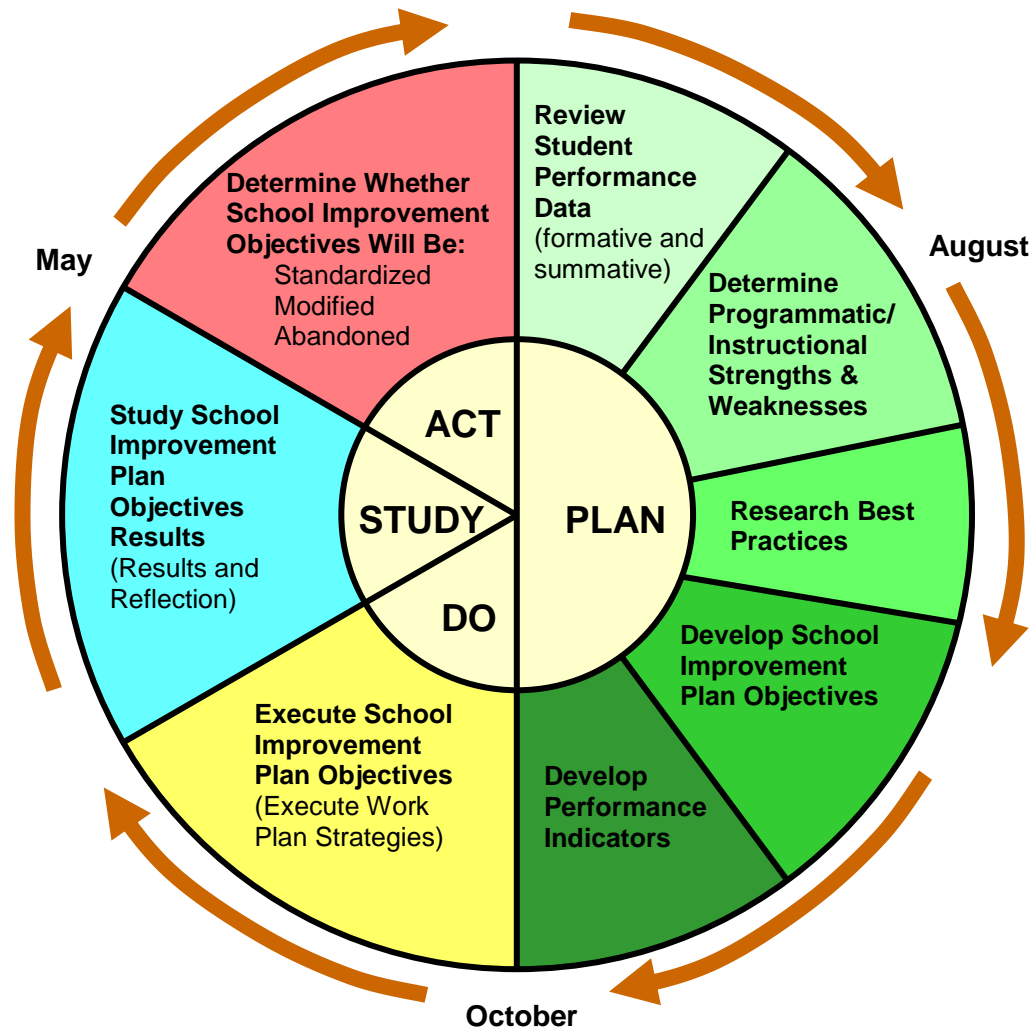 Review
Student
Performance
Data
(formative and
summative)
August
Determine
Programmatic/
Instructional
Strengths &
Weaknesses
Research Best
Practices
Develop School
Improvement
Plan Objectives
Develop
Performance
Indicators
October
Execute School
Improvement
Plan Objectives
(Execute Work
Plan Strategies)
Study School
Improvement
Plan
Objectives
Results
(Results and
Reflection)
May
Determine Whether
School Improvement
Objectives Will Be:
Standardized
Modified
Abandoned
PLAN
DO
STUDY
ACT